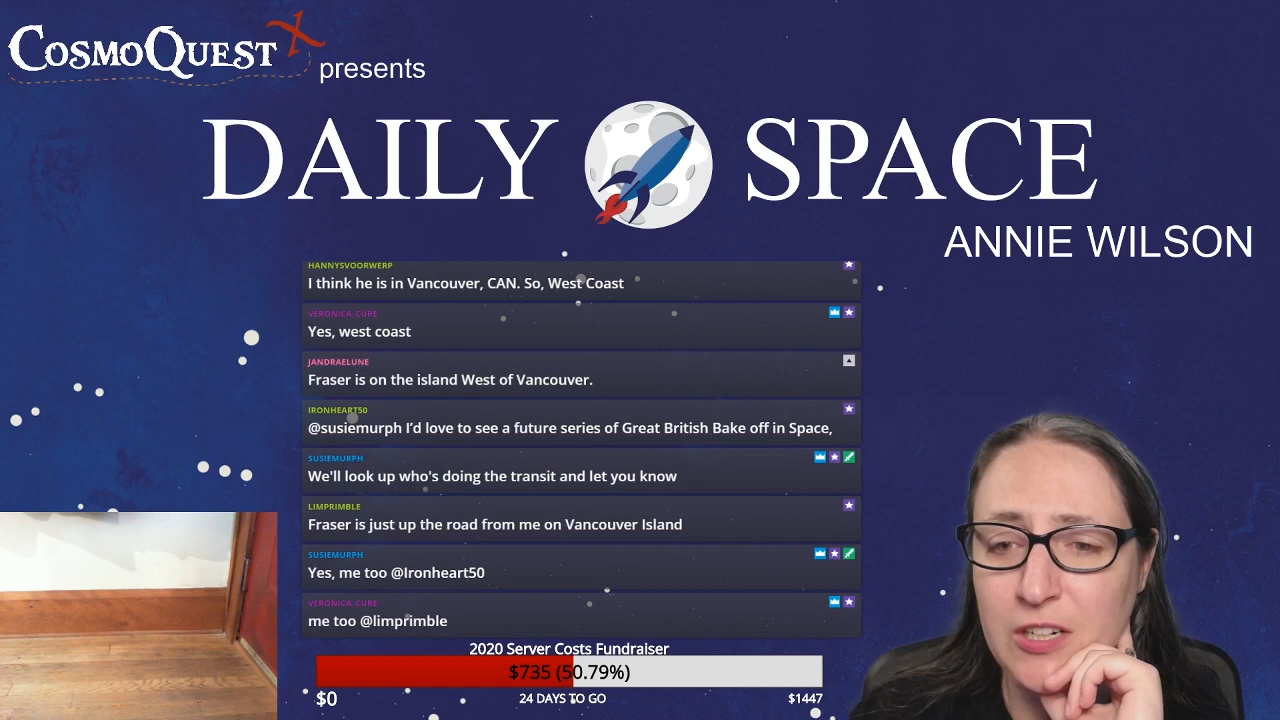 COSMOQUEST X
presents
DAILY SPACE
ANNIE WILSON
HANNYSVOORWERP
I think he is in Vancouver, CAN. So, West Coast
VERONICA_CURE
Yes, west coast
JANDRAELUNE
Fraser is on the island West of Vancouver.
IRONHEART50
@susiemurph I'd love to see a future series of Great British Bake off in Space,
SUSIEMURPH
We'll look up who's doing the transit and let you know
LIMPRIMBLE
Fraser is just up the road from me on Vancouver Island
SUSIEMURPH
Yes, me too @Ironheart50
VERONICA_CURE
me too @limprimble
2020 Server Costs Fundraiser
$735 (50.79%)
$0 24 DAYS TO GO $1447